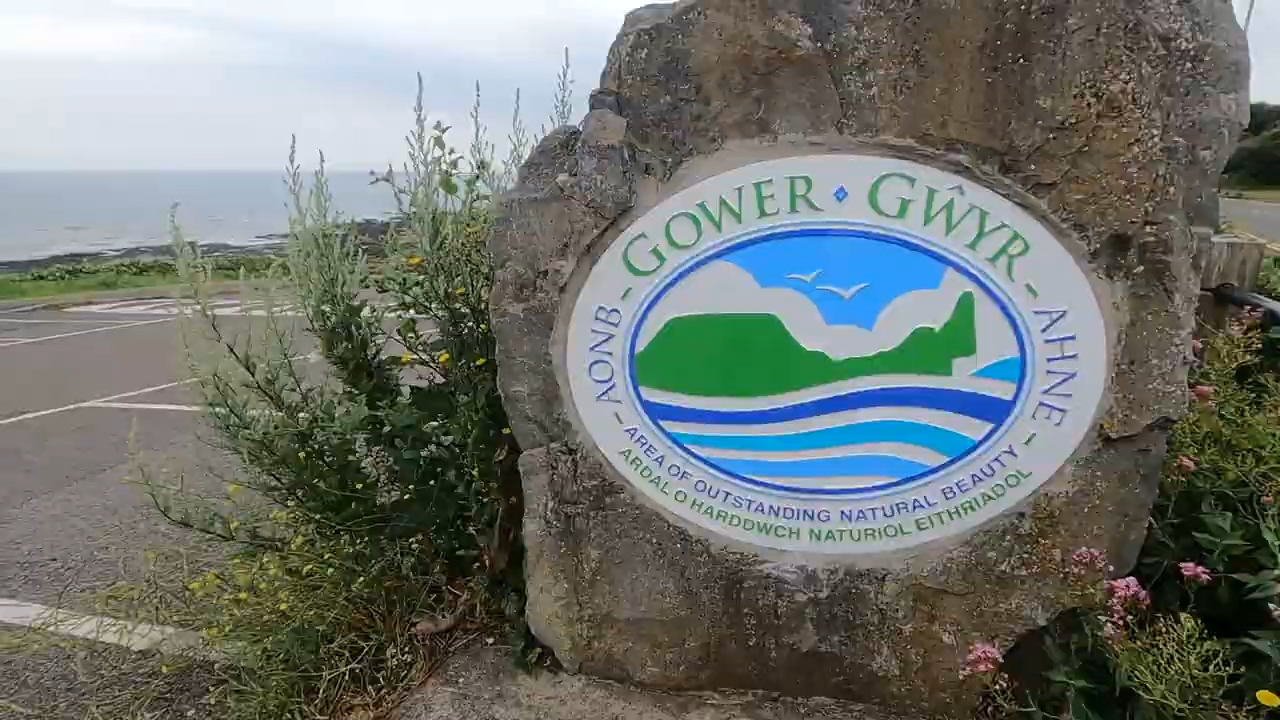 GOWER · GŴYR
AONB
AHNE
AREA OF OUTSTANDING NATURAL BEAUTY
ARDAL O HARDDWCH NATURIOL EITHRIADOL